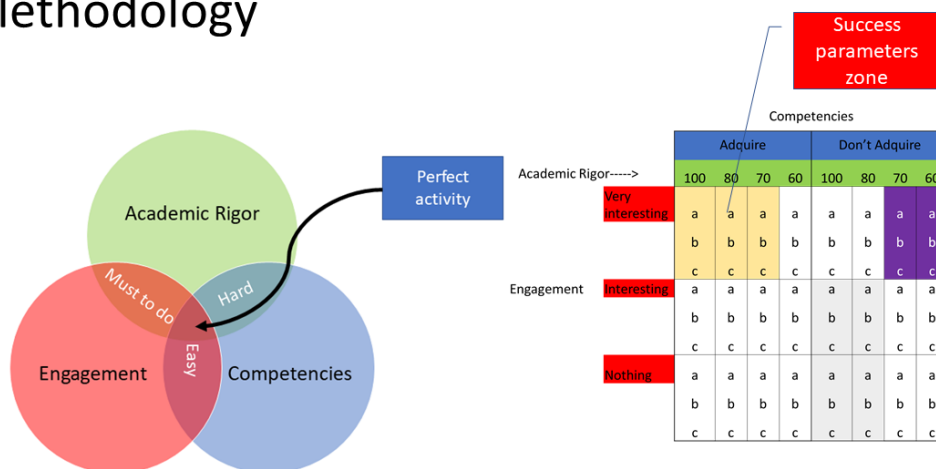 Methodology
Academic Rigor
Must to do
Hard
Easy
Engagement
Competencies
Perfect
activity
Success
parameters
zone
Competencies
Adquire Don't Adquire
Academic Rigor-----> 100 80 70 60 100 80 70 60
Very
interesting a a a a a a a a
b b b b b b b b
c c c c c c c c
Engagement Interesting a a a a a a a a
b b b b b b b b
c c c c c c c c
Nothing a a a a a a a a
b b b b b b b b
c c c c c c c c